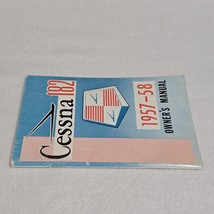 Cessna 182
1957-58
OWNER'S MANUAL